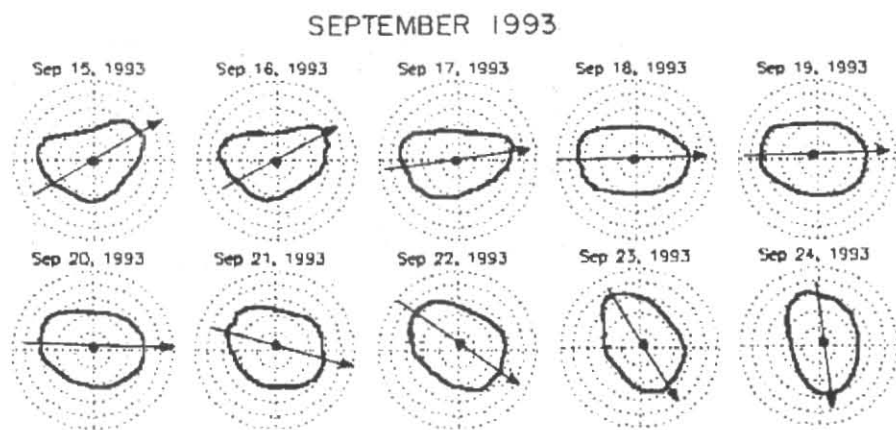 SEPTEMBER 1993
Sep 15, 1993 Sep 16, 1993 Sep 17, 1993 Sep 18, 1993 Sep 19, 1993
Sep 20, 1993 Sep 21, 1993 Sep 22, 1993 Sep 23, 1993 Sep 24, 1993